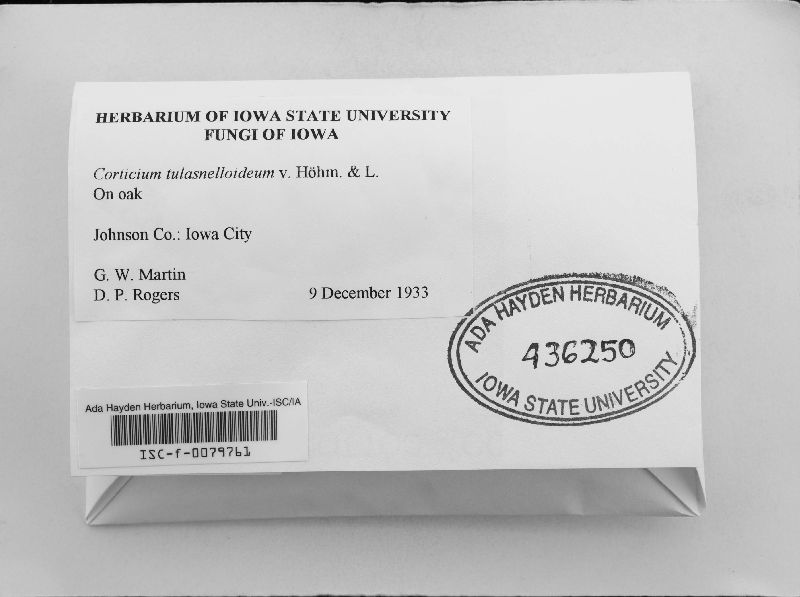 HERBARIUM OF IOWA STATE UNIVERSITY
FUNGI OF IOWA
Corticium tulasnelloideum v. Höhm. & L.
On oak
Johnson Co.: Iowa City
G. W. Martin
D. P. Rogers 9 December 1933
ADA HAYDEN HERBARIUM
436250
IOWA STATE UNIVERSITY
Ada Hayden Herbarium, Iowa State Univ.-ISC/IA
ISC-f-0079761